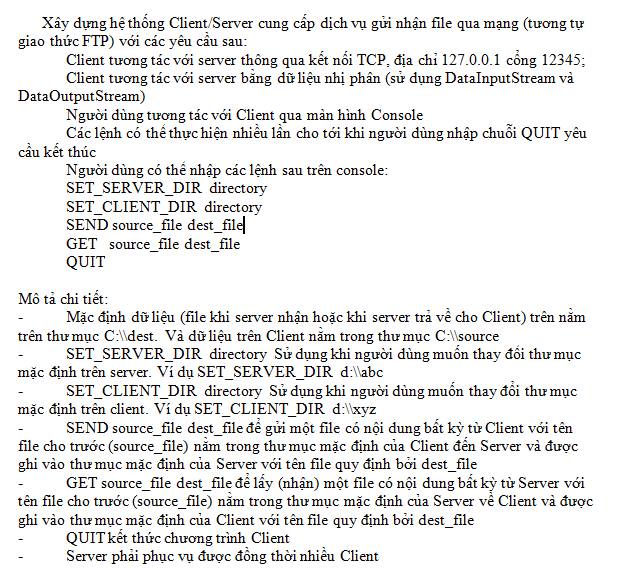 Xây dựng hệ thống Client/Server cung cấp dịch vụ gửi nhận file qua mạng (tương tự
giao thức FTP) với các yêu cầu sau:
Client tương tác với server thông qua kết nối TCP, địa chỉ 127.0.0.1 cổng 12345;
Client tương tác với server bằng dữ liệu nhị phân (sử dụng DataInputStream và
DataOutputStream)
Người dùng tương tác với Client qua màn hình Console
Các lệnh có thể thực hiện nhiều lần cho tới khi người dùng nhập chuỗi QUIT yêu
cầu kết thúc
Người dùng có thể nhập các lệnh sau trên console:
SET_SERVER_DIR directory
SET_CLIENT_DIR directory
SEND source_file dest_file
GET source_file dest_file
QUIT
Mô tả chi tiết:
- Mặc định dữ liệu (file khi server nhận hoặc khi server trả về cho Client) trên nằm
trên thư mục C:\\dest. Và dữ liệu trên Client nằm trong thư mục C:\\source
- SET_SERVER_DIR directory Sử dụng khi người dùng muốn thay đổi thư mục
mặc định trên server. Ví dụ SET_SERVER_DIR d:\\abc
- SET_CLIENT_DIR directory Sử dụng khi người dùng muốn thay đổi thư mục
mặc định trên client. Ví dụ SET_CLIENT_DIR d:\\xyz
- SEND source_file dest_file để gửi một file có nội dung bất kỳ từ Client với tên
file cho trước (source_file) nằm trong thư mục mặc định của Client đến Server và được
ghi vào thư mục mặc định của Server với tên file quy định bởi dest_file
- GET source_file dest_file để lấy (nhận) một file có nội dung bất kỳ từ Server với
tên file cho trước (source_file) nằm trong thư mục mặc định của Server về Client và được
ghi vào thư mục mặc định của Client với tên file quy định bởi dest_file
- QUIT kết thức chương trình Client
- Server phải phục vụ được đồng thời nhiều Client